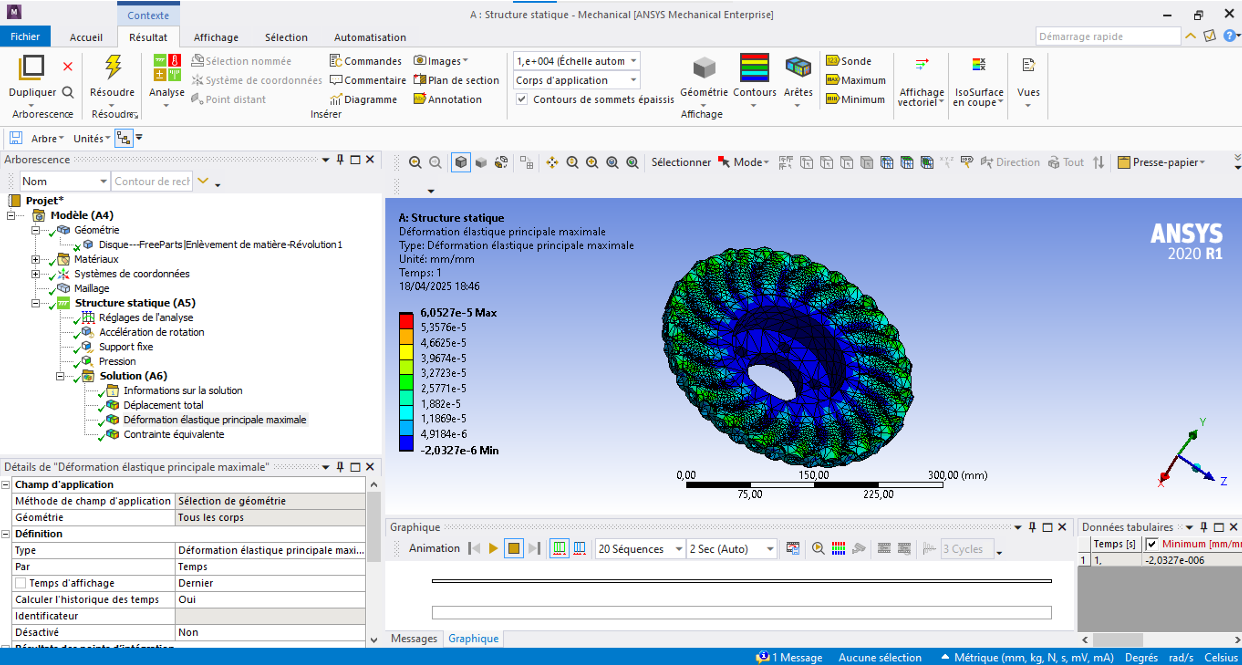 M
Contexte
A : Structure statique - Mechanical [ANSYS Mechanical Enterprise]
Fichier
Accueil
Résultat
Affichage
Sélection
Automatisation
Démarrage rapide
Dupliquer
Arborescence
Résoudre
Résoudre
Analyse
Sélection nommée
Système de coordonnées
Point distant
Commandes
Commentaire
Diagramme
Images
Plan de section
Annotation
Insérer
1,e+004 (Échelle autom
Corps d'application
Contours de sommets épaissis
Géométrie
Contours
Arêtes
Sonde
Maximum
Minimum
Affichage
Affichage
vectoriel
IsoSurface
en coupe
Vues
Arbre
Unités
Arborescence
Nom
Contour de rech
Sélectionner
Mode
Direction
Tout
Presse-papier
Projet*
Modèle (A4)
Géométrie
Disque---FreeParts|Enlèvement de matière-Révolution1
Matériaux
Systèmes de coordonnées
Maillage
Structure statique (A5)
Réglages de l'analyse
Accélération de rotation
Support fixe
Pression
Solution (A6)
Informations sur la solution
Déplacement total
Déformation élastique principale maximale
Contrainte équivalente
A: Structure statique
Déformation élastique principale maximale
Type: Déformation élastique principale maximale
Unité: mm/mm
Temps: 1
18/04/2025 18:46
6,0527e-5 Max
5,3576e-5
4,6625e-5
3,9674e-5
3,2723e-5
2,5771e-5
1,882e-5
1,1869e-5
4,9184e-6
-2,0327e-6 Min
ANSYS
2020 R1
0,00
150,00
300,00 (mm)
75,00
225,00
Y
X
Z
Détails de "Déformation élastique principale maximale"
Champ d'application
Méthode de champ d'application Sélection de géométrie
Géométrie Tous les corps
Définition
Type Déformation élastique principale maxi...
Par Temps
Temps d'affichage Dernier
Calculer l'historique des temps Oui
Identificateur
Désactivé Non
Résultats des points d'intégration
Graphique
Animation
20 Séquences
2 Sec (Auto)
3 Cycles
Messages
Graphique
Données tabulaires
Temps [s]
Minimum [mm/mm
1
1,
-2,0327e-006
1 Message
Aucune sélection
Métrique (mm, kg, N, s, mV, mA)
Degrés
rad/s
Celsius